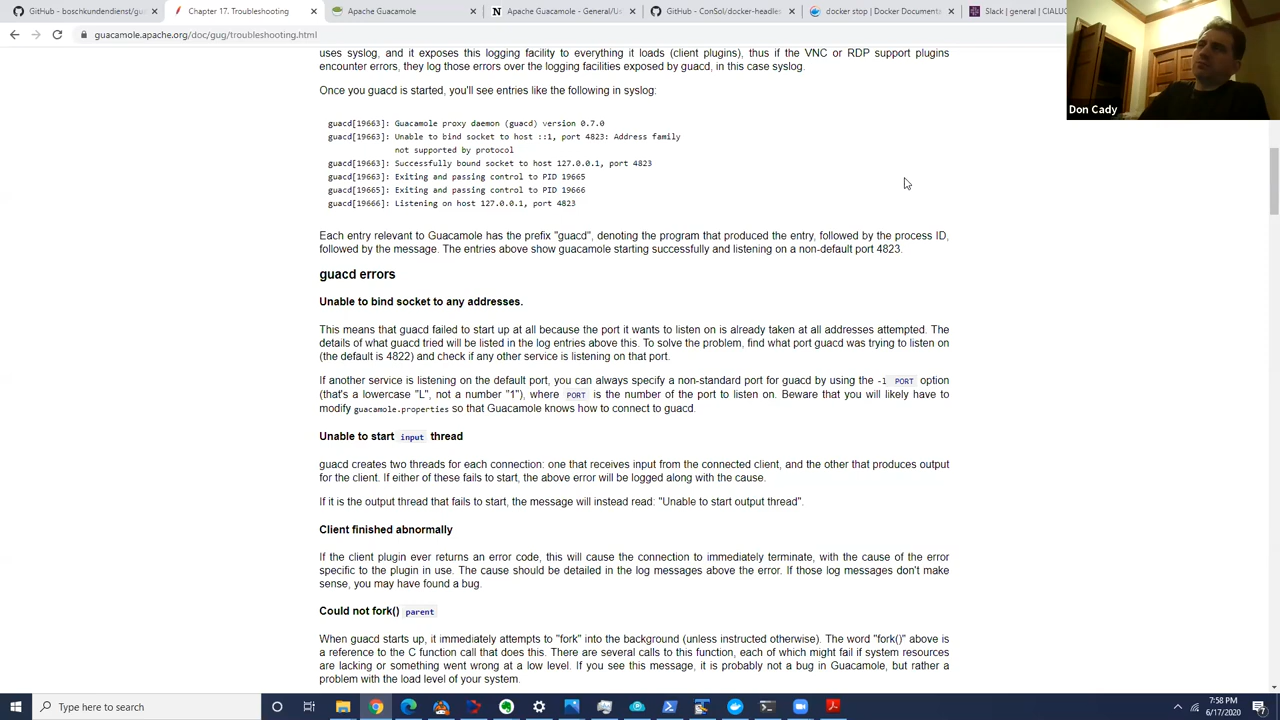 GitHub - boschkundendienst/gu
Chapter 17. Troubleshooting
Apache Guacamole
Apache Guacamole - General/Us
GitHub - ConSol/docker-headles
docker stop | Docker Documenta
Slack | general | CIALUG
guacamole.apache.org/doc/gug/troubleshooting.html
Don Cady
uses syslog, and it exposes this logging facility to everything it loads (client plugins), thus if the VNC or RDP support plugins
encounter errors, they log those errors over the logging facilities exposed by guacd, in this case syslog.
Once you guacd is started, you'll see entries like the following in syslog:
guacd[19663]: Guacamole proxy daemon (guacd) version 0.7.0
guacd[19663]: Unable to bind socket to host ::1, port 4823: Address family
not supported by protocol
guacd[19663]: Successfully bound socket to host 127.0.0.1, port 4823
guacd[19663]: Exiting and passing control to PID 19665
guacd[19665]: Exiting and passing control to PID 19666
guacd[19666]: Listening on host 127.0.0.1, port 4823
Each entry relevant to Guacamole has the prefix "guacd", denoting the program that produced the entry, followed by the process ID,
followed by the message. The entries above show guacamole starting successfully and listening on a non-default port 4823.
guacd errors
Unable to bind socket to any addresses.
This means that guacd failed to start up at all because the port it wants to listen on is already taken at all addresses attempted. The
details of what guacd tried will be listed in the log entries above this. To solve the problem, find what port guacd was trying to listen on
(the default is 4822) and check if any other service is listening on that port.
If another service is listening on the default port, you can always specify a non-standard port for guacd by using the -l PORT option
(that's a lowercase "L", not a number "1"), where PORT is the number of the port to listen on. Beware that you will likely have to
modify guacamole.properties so that Guacamole knows how to connect to guacd.
Unable to start input thread
guacd creates two threads for each connection: one that receives input from the connected client, and the other that produces output
for the client. If either of these fails to start, the above error will be logged along with the cause.
If it is the output thread that fails to start, the message will instead read: "Unable to start output thread".
Client finished abnormally
If the client plugin ever returns an error code, this will cause the connection to immediately terminate, with the cause of the error
specific to the plugin in use. The cause should be detailed in the log messages above the error. If those log messages don't make
sense, you may have found a bug.
Could not fork() parent
When guacd starts up, it immediately attempts to "fork" into the background (unless instructed otherwise). The word "fork()" above is
a reference to the C function call that does this. There are several calls to this function, each of which might fail if system resources
are lacking or something went wrong at a low level. If you see this message, it is probably not a bug in Guacamole, but rather a
problem with the load level of your system.
Type here to search
7:58 PM
6/17/2020